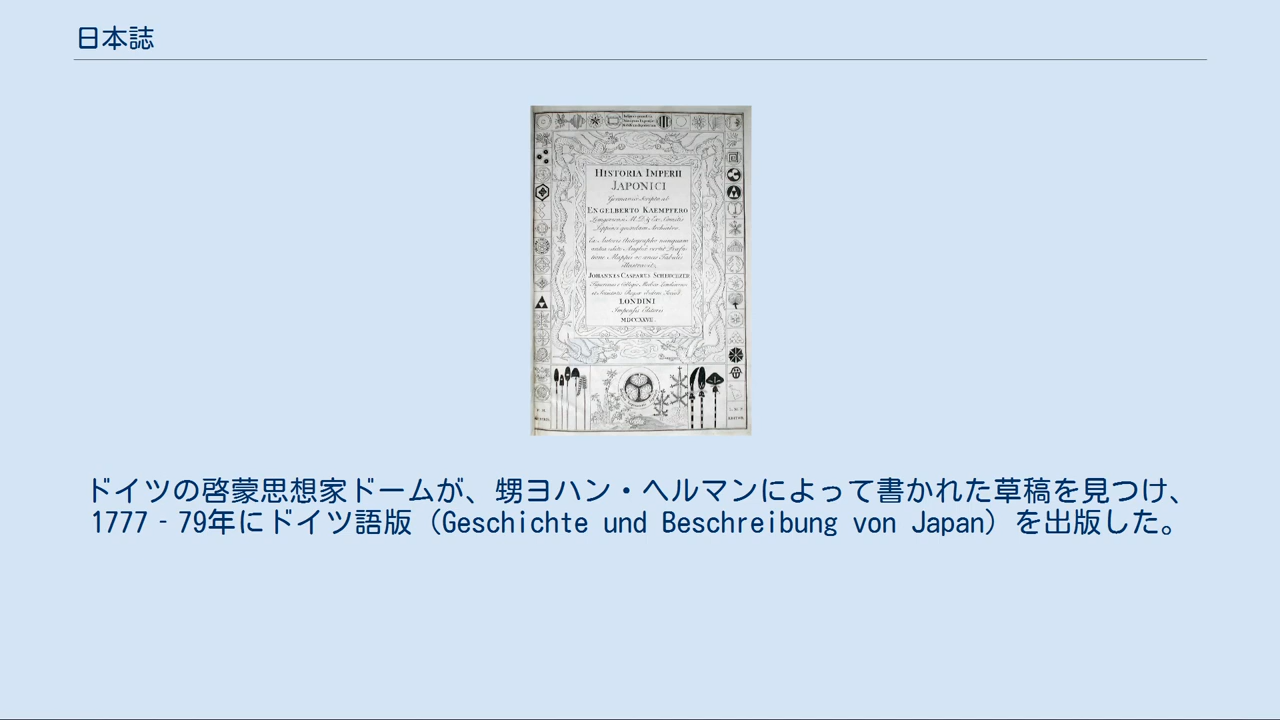 日本誌
HISTORIA IMPERII
JAPONICI
ENGELBERTO KAEMPFERO
JOHANNES CASPARUS SCHEUCHZER
LONDINI
MDCCXXVII.
ドイツの啓蒙思想家ドームが、甥ヨハン・ヘルマンによって書かれた草稿を見つけ、
1777‐79年にドイツ語版（Geschichte und Beschreibung von Japan）を出版した。